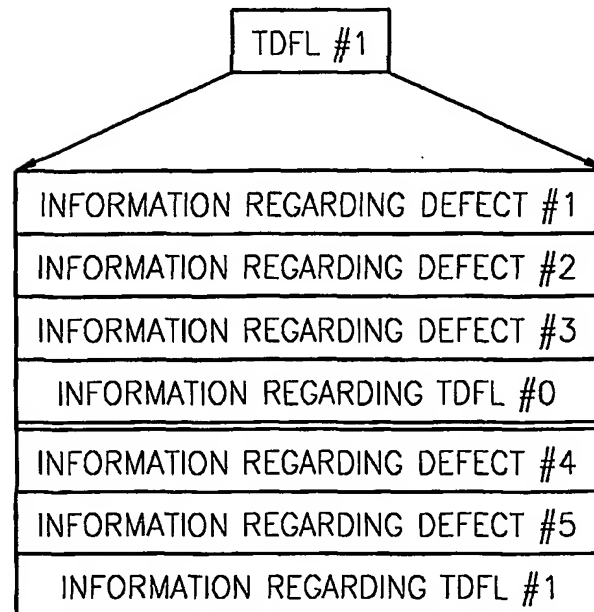 TDFL #1
INFORMATION REGARDING DEFECT #1
INFORMATION REGARDING DEFECT #2
INFORMATION REGARDING DEFECT #3
INFORMATION REGARDING TDFL #0
INFORMATION REGARDING DEFECT #4
INFORMATION REGARDING DEFECT #5
INFORMATION REGARDING TDFL #1